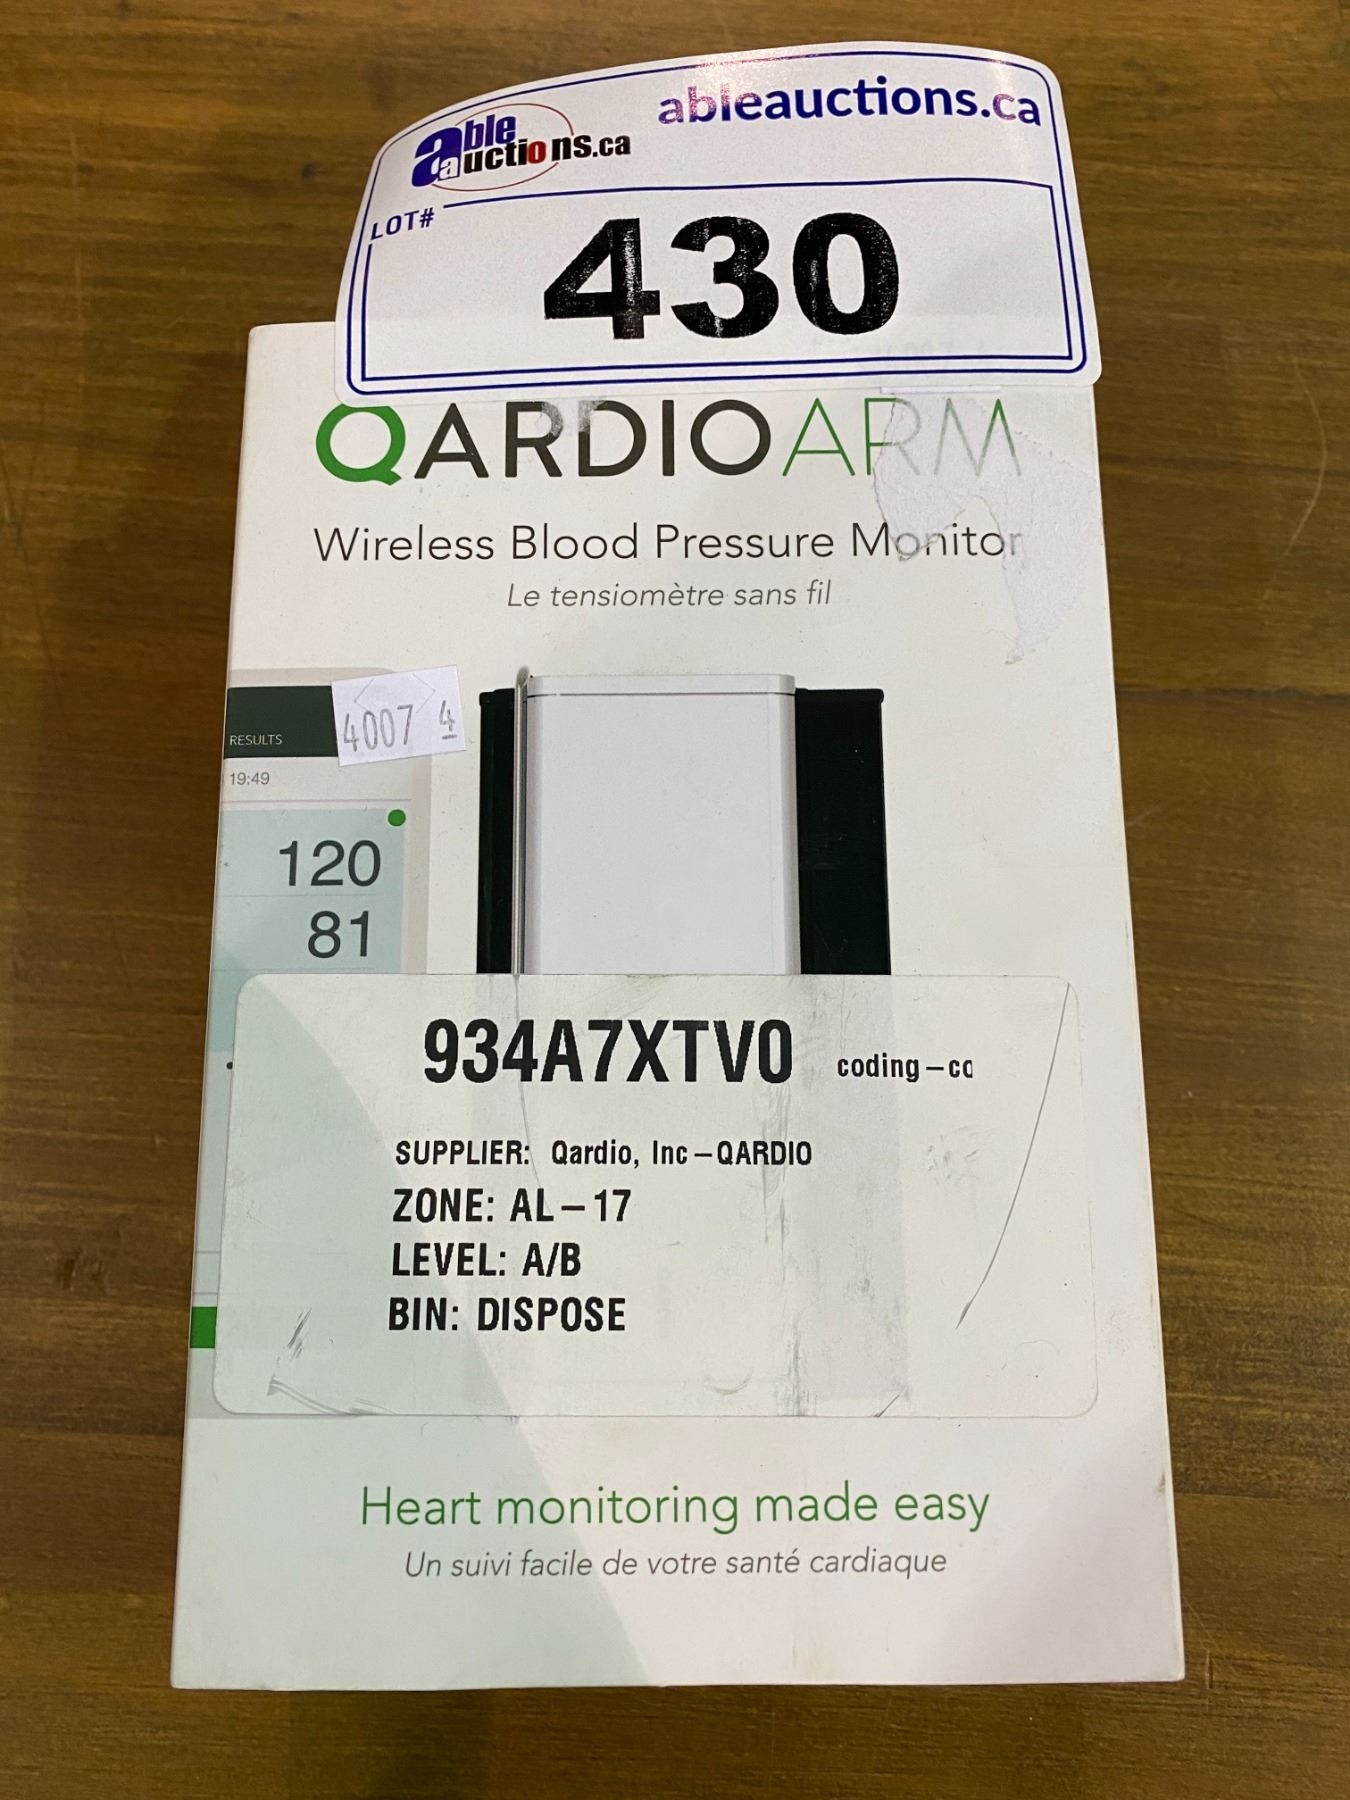 able auctions.ca
ableauctions.ca
LOT#
430
QARDIOARM
Wireless Blood Pressure Monitor
Le tensiomètre sans fil
4007 4
RESULTS
19:49
120
81
934A7XTV0 coding-co
SUPPLIER: Qardio, Inc-QARDIO
ZONE: AL-17
LEVEL: A/B
BIN: DISPOSE
Heart monitoring made easy
Un suivi facile de votre santé cardiaque